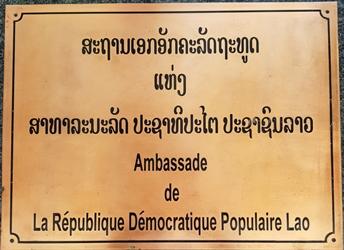 ສະຖານເອກອັກຄະລັດຖະທູດ
ແຫ່ງ
ສາທາລະນະລັດ ປະຊາທິປະໄຕ ປະຊາຊົນລາວ
Ambassade
de
La République Démocratique Populaire Lao